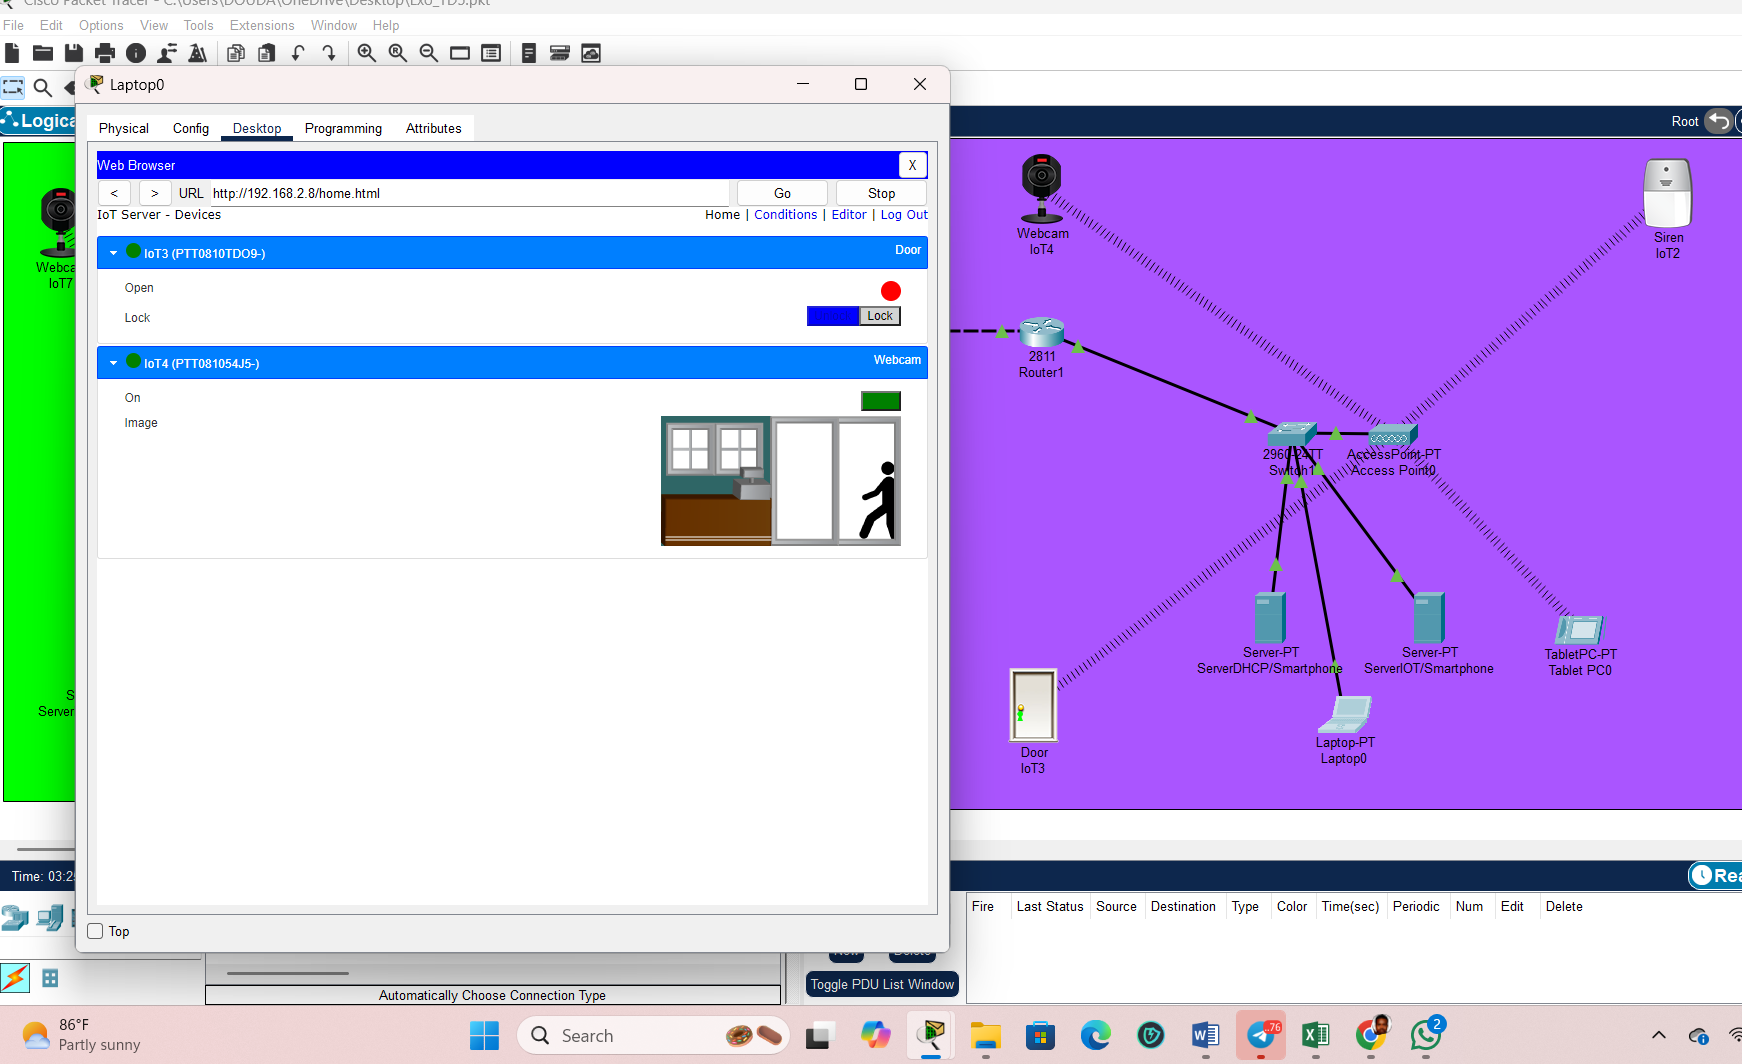 Cisco Packet Tracer - C:\Users\DOUDA\OneDrive\Desktop\Exo_TD5.pkt
File Edit Options View Tools Extensions Window Help
Laptop0
Logica
Root
Physical Config Desktop Programming Attributes
Web Browser X
< > URL http://192.168.2.8/home.html Go Stop
IoT Server - Devices Home | Conditions | Editor | Log Out
IoT3 (PTT0810TDO9-) Door
Open
Lock Lock
IoT4 (PTT081054J5-) Webcam
On
Image
Top
Webca
IoT7
S
Server
Webcam
IoT4
Siren
IoT2
2811
Router1
2960-24TT
Switch1
AccessPoint-PT
Access Point0
Server-PT
ServerDHCP/Smartphone
Server-PT
ServerIOT/Smartphone
TabletPC-PT
Tablet PC0
Laptop-PT
Laptop0
Door
IoT3
Time: 03:2
Rea
Fire Last Status Source Destination Type Color Time(sec) Periodic Num Edit Delete
New Delete
Toggle PDU List Window
Automatically Choose Connection Type
86°F
Partly sunny
Search
..76
2